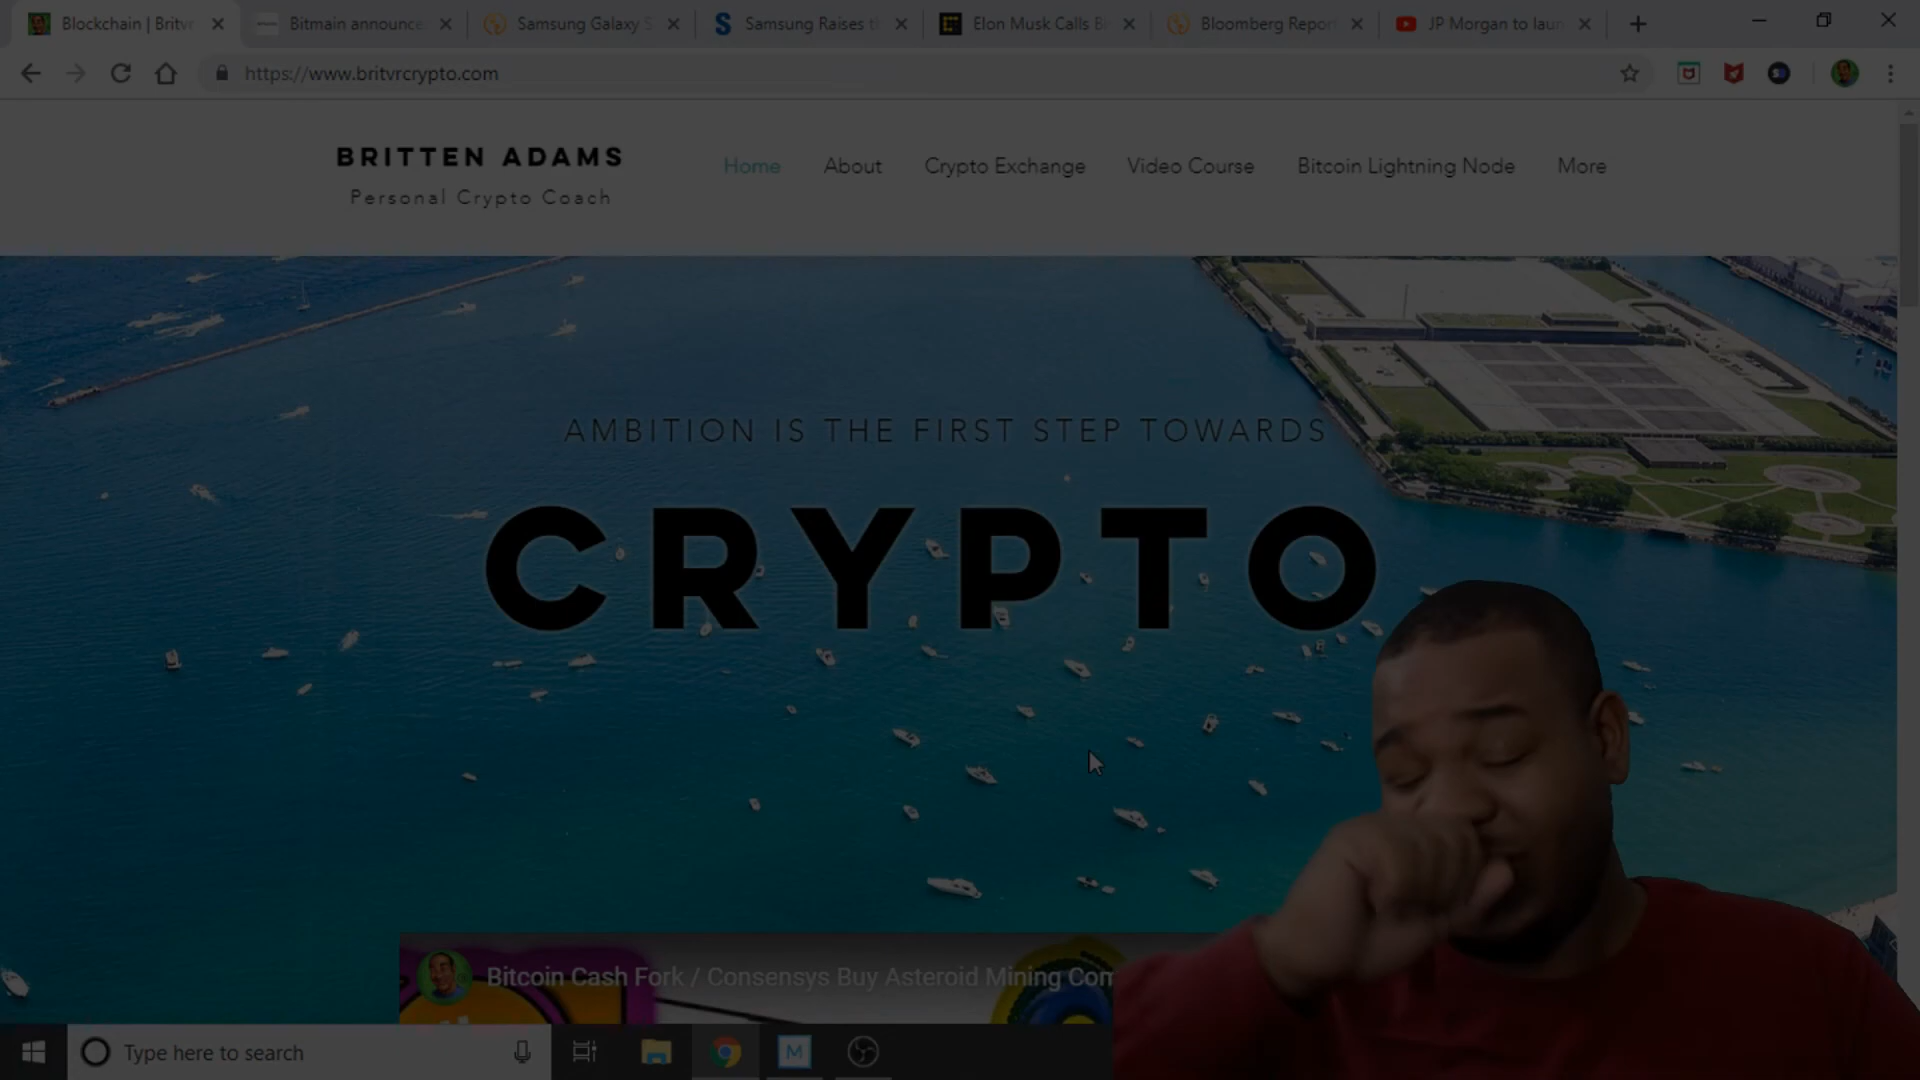 Blockchain | Britv
Bitmain announce
Samsung Galaxy S
Samsung Raises t
Elon Musk Calls Bi
Bloomberg Repor
JP Morgan to laun
https://www.britvrcrypto.com
BRITTEN ADAMS
Personal Crypto Coach
Home
About
Crypto Exchange
Video Course
Bitcoin Lightning Node
More
AMBITION IS THE FIRST STEP TOWARDS
CRYPTO
Bitcoin Cash Fork / Consensys Buy Asteroid Mining Com
Type here to search